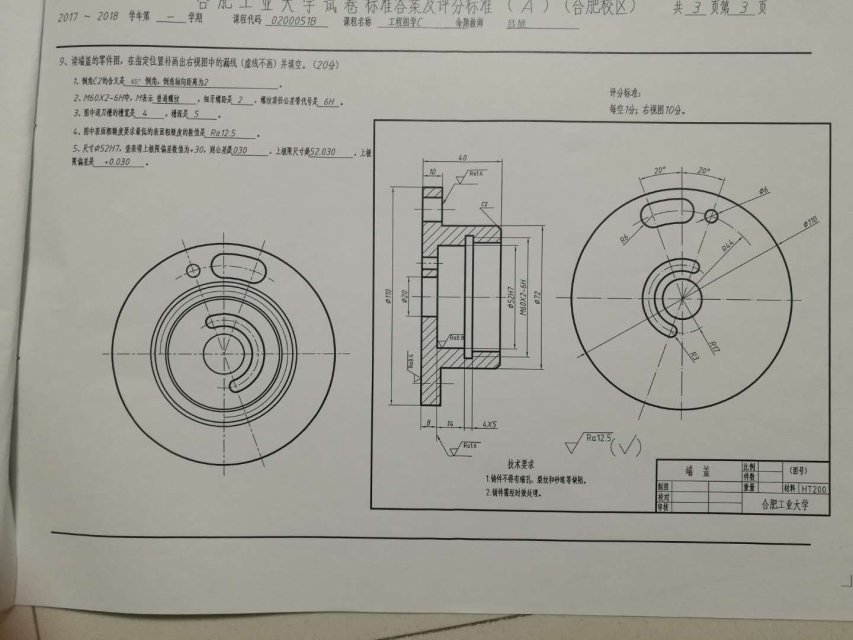 合肥工业大学试卷标准答案及评分标准(A)(合肥校区) 共 3 页第 3 页
2017 ~ 2018 学年第 一 学期 课程代码 0200051B 课程名称 工程图学C 命题教师 吕堃
9、读端盖的零件图，在指定位置补画出右视图中的漏线（虚线不画）并填空。（20分）
1、倒角C2的含义是 45° 倒角，倒角轴向距离为2。
2、M60X2-6H中，M表示 普通螺纹，细牙螺距是 2，螺纹顶径公差带代号是 6H。
3、图中退刀槽的槽宽是 4，槽深是 5。
4、图中表面粗糙度要求最低的表面粗糙度的数值是 Ra12.5。
5、尺寸Ø52H7，查表得上极限偏差数值为+30，则公差是.030，上极限尺寸是52.030，上极
限偏差是 +0.030。
评分标准：
每空1分；右视图10分。
40
10
Ra1.6
C2
Ø110
Ø20
Ø52H7
M60X2-6H
Ø72
Ra0.8
Ra0.4
8
14
4X5
Ra1.6
20°
20°
Ø6
Ø110
R6
R44
R3
R17
Ra12.5
技术要求
1.铸件不得有缩孔、裂纹和砂眼等缺陷。
2.铸件需经时效处理。
端 盖
比例
（图号）
件数
制图
重量
材料 HT200
校对
合肥工业大学
审核